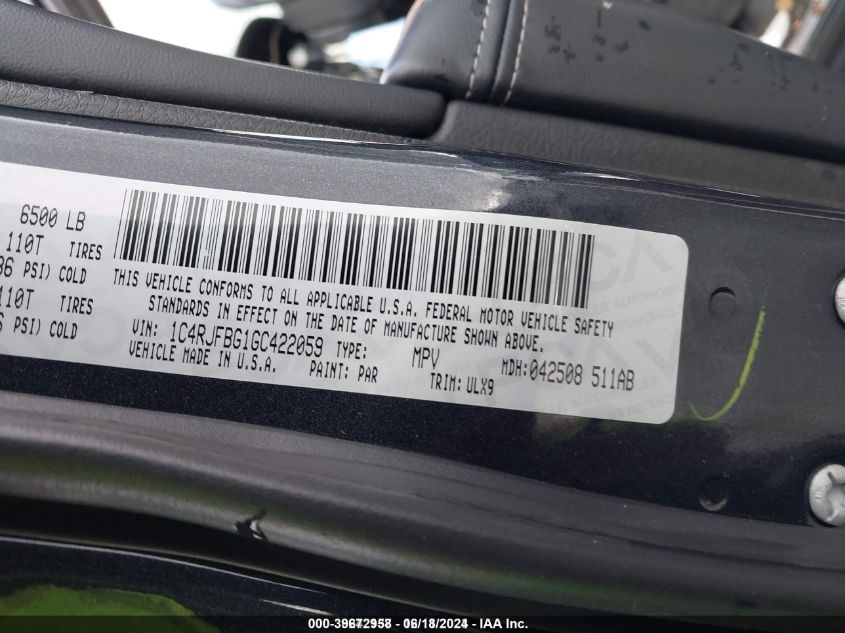 6500 LB
110T TIRES
36 PSI) COLD
110T TIRES
PSI) COLD
THIS VEHICLE CONFORMS TO ALL APPLICABLE U.S.A. FEDERAL MOTOR VEHICLE SAFETY
STANDARDS IN EFFECT ON THE DATE OF MANUFACTURE SHOWN ABOVE.
VIN: 1C4RJFBG1GC422059 TYPE: MPV MDH:042508 511AB
VEHICLE MADE IN U.S.A. PAINT: PAR TRIM: ULX9
000-39672958 - 06/18/2024 - IAAI.com